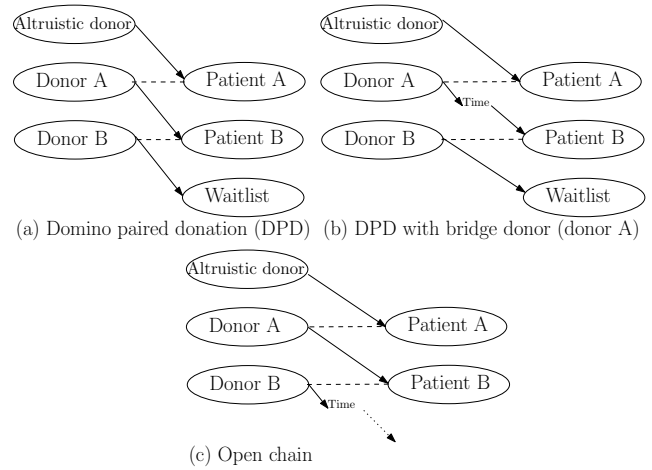 Altruistic donor
Donor A Patient A
Donor B Patient B
Waitlist
(a) Domino paired donation (DPD)
Altruistic donor
Donor A Patient A
Time
Donor B Patient B
Waitlist
(b) DPD with bridge donor (donor A)
Altruistic donor
Donor A Patient A
Donor B Patient B
Time
(c) Open chain